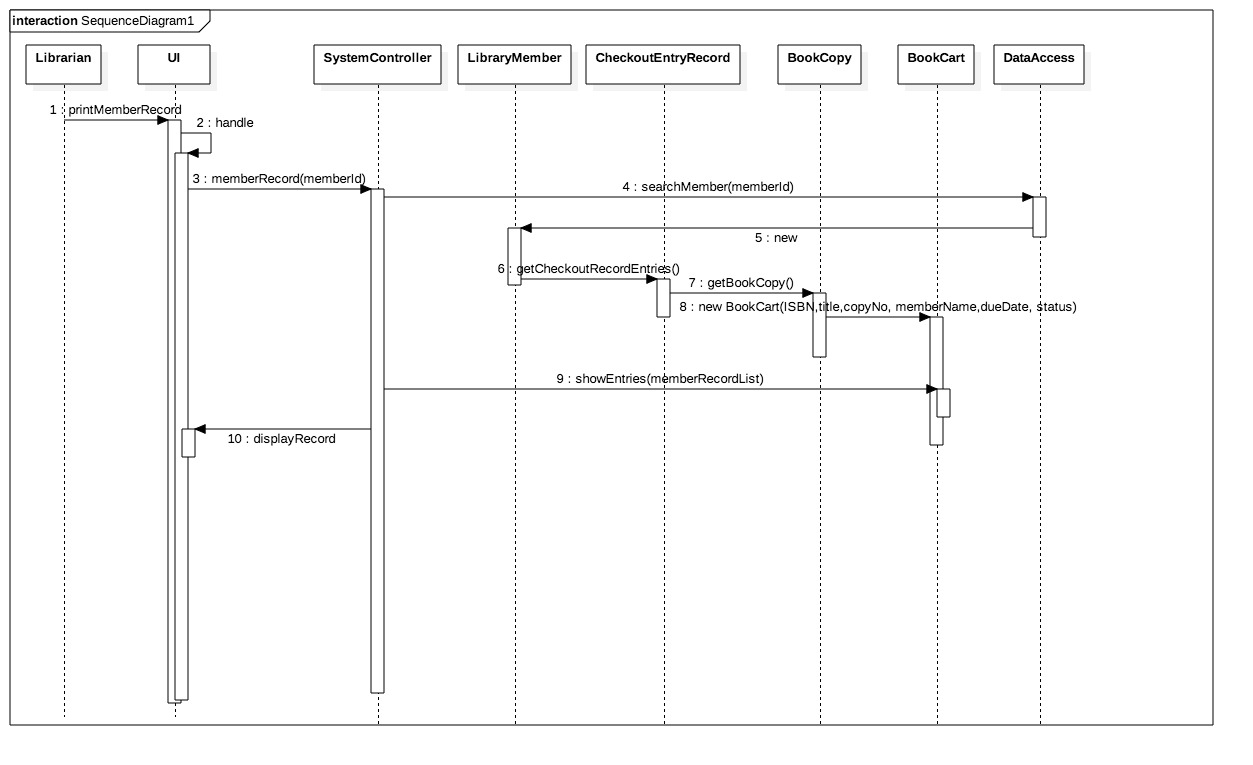 interaction SequenceDiagram1
Librarian
UI
SystemController
LibraryMember
CheckoutEntryRecord
BookCopy
BookCart
DataAccess
1 : printMemberRecord
2 : handle
3 : memberRecord(memberId)
4 : searchMember(memberId)
5 : new
6 : getCheckoutRecordEntries()
7 : getBookCopy()
8 : new BookCart(ISBN,title,copyNo, memberName,dueDate, status)
9 : showEntries(memberRecordList)
10 : displayRecord